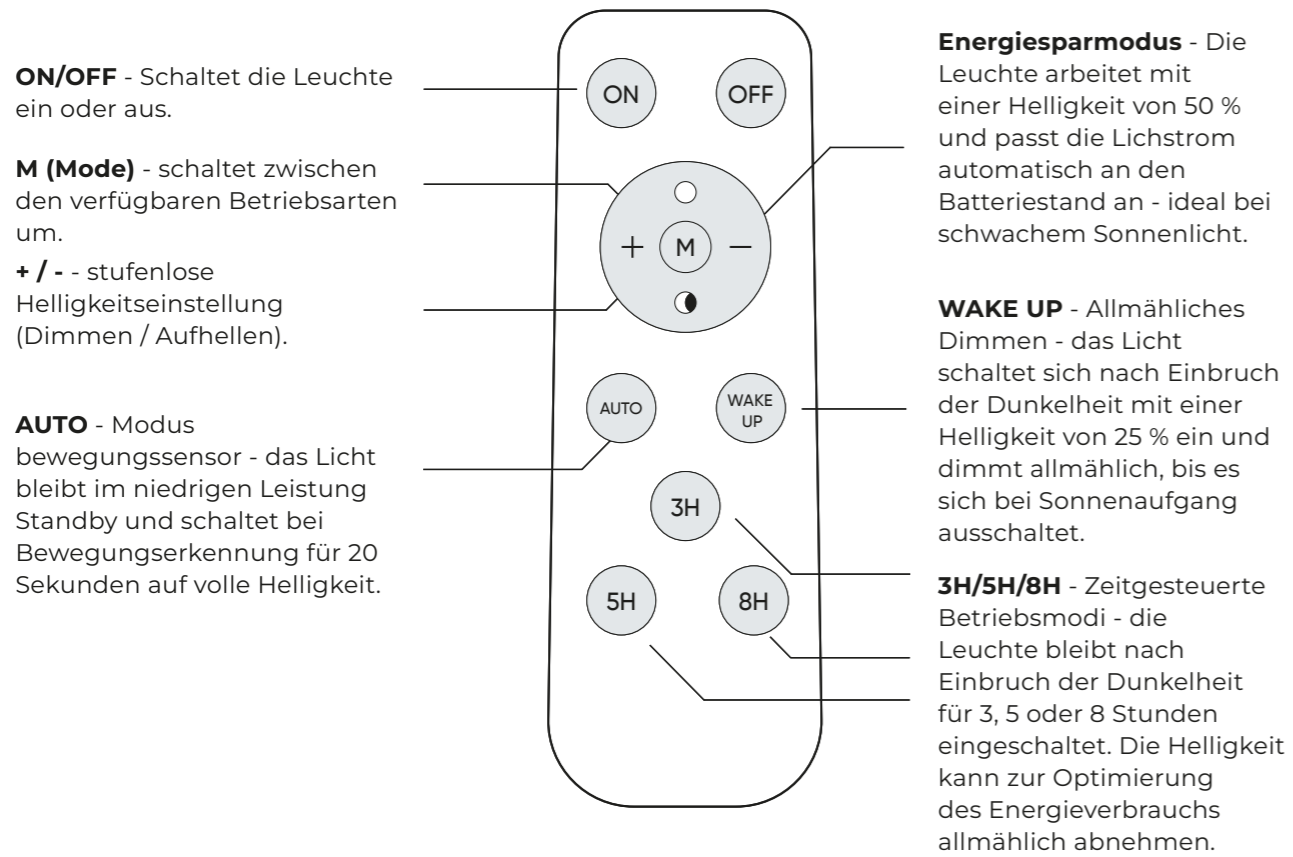 ON/OFF - Schaltet die Leuchte
ein oder aus.
M (Mode) - schaltet zwischen
den verfügbaren Betriebsarten
um.
+ / - - stufenlose
Helligkeitseinstellung
(Dimmen / Aufhellen).
AUTO - Modus
bewegungssensor - das Licht
bleibt im niedrigen Leistung
Standby und schaltet bei
Bewegungserkennung für 20
Sekunden auf volle Helligkeit.
ON
OFF
+
M
−
AUTO
WAKE
UP
3H
5H
8H
Energiesparmodus - Die
Leuchte arbeitet mit
einer Helligkeit von 50 %
und passt die Lichstrom
automatisch an den
Batteriestand an - ideal bei
schwachem Sonnenlicht.
WAKE UP - Allmähliches
Dimmen - das Licht
schaltet sich nach Einbruch
der Dunkelheit mit einer
Helligkeit von 25 % ein und
dimmt allmählich, bis es
sich bei Sonnenaufgang
ausschaltet.
3H/5H/8H - Zeitgesteuerte
Betriebsmodi - die
Leuchte bleibt nach
Einbruch der Dunkelheit
für 3, 5 oder 8 Stunden
eingeschaltet. Die Helligkeit
kann zur Optimierung
des Energieverbrauchs
allmählich abnehmen.